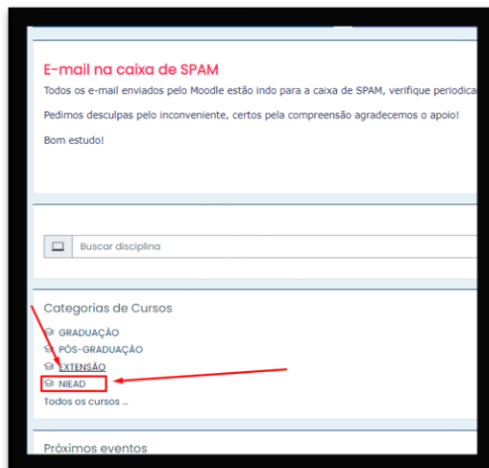 E-mail na caixa de SPAM
Todos os e-mail enviados pelo Moodle estão indo para a caixa de SPAM, verifique periodica
Pedimos desculpas pelo inconveniente, certos pela compreensão agradecemos o apoio!
Bom estudo!
Buscar disciplina
Categorias de Cursos
GRADUAÇÃO
PÓS-GRADUAÇÃO
EXTENSÃO
NIEAD
Todos os cursos ...
Próximos eventos